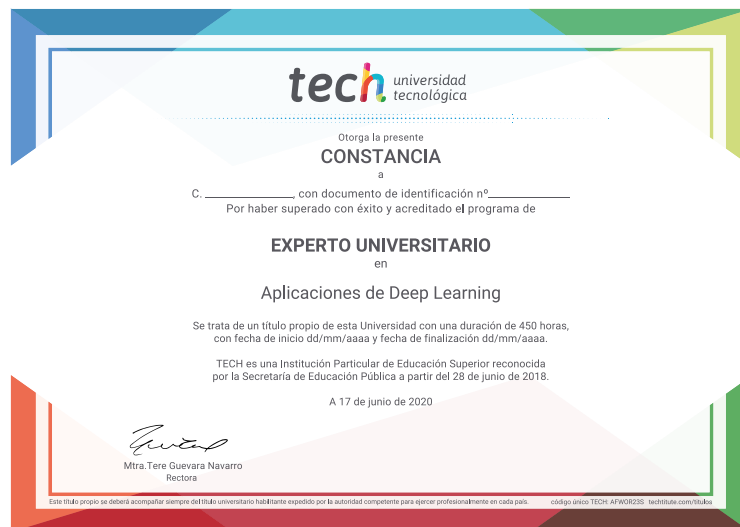 tech universidad
tecnológica
Otorga la presente
CONSTANCIA
a
C. ______________, con documento de identificación nº______________
Por haber superado con éxito y acreditado el programa de
EXPERTO UNIVERSITARIO
en
Aplicaciones de Deep Learning
Se trata de un título propio de esta Universidad con una duración de 450 horas,
con fecha de inicio dd/mm/aaaa y fecha de finalización dd/mm/aaaa.
TECH es una Institución Particular de Educación Superior reconocida
por la Secretaría de Educación Pública a partir del 28 de junio de 2018.
A 17 de junio de 2020
Mtra.Tere Guevara Navarro
Rectora
Este título propio se deberá acompañar siempre del título universitario habilitante expedido por la autoridad competente para ejercer profesionalmente en cada país. código único TECH: AFWOR23S techtitute.com/titulos